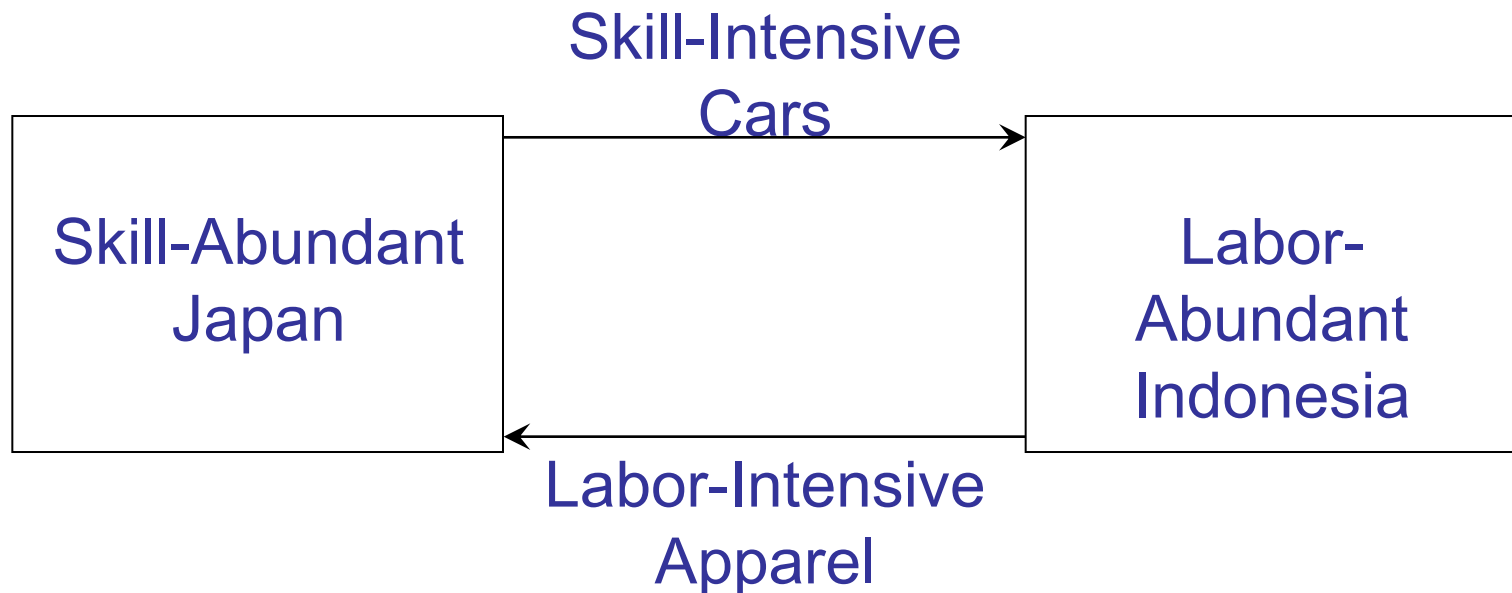 Skill-Intensive
Cars
Skill-Abundant
Japan
Labor-
Abundant
Indonesia
Labor-Intensive
Apparel